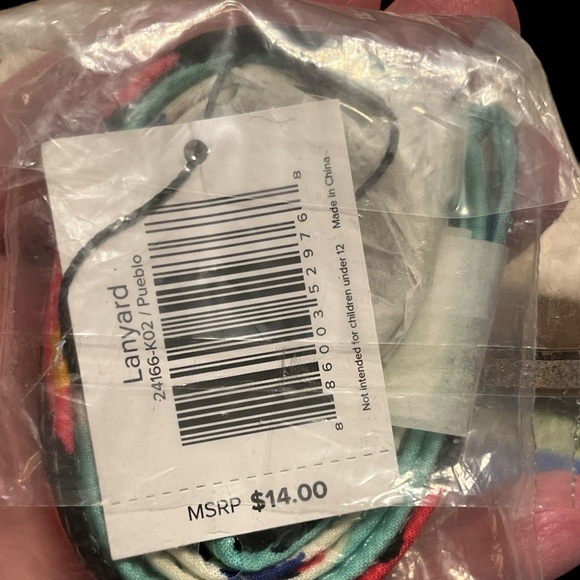 Lanyard
24166-K02 / Pueblo
8 86003 52976 8
Not intended for children under 12 Made in China
MSRP $14.00